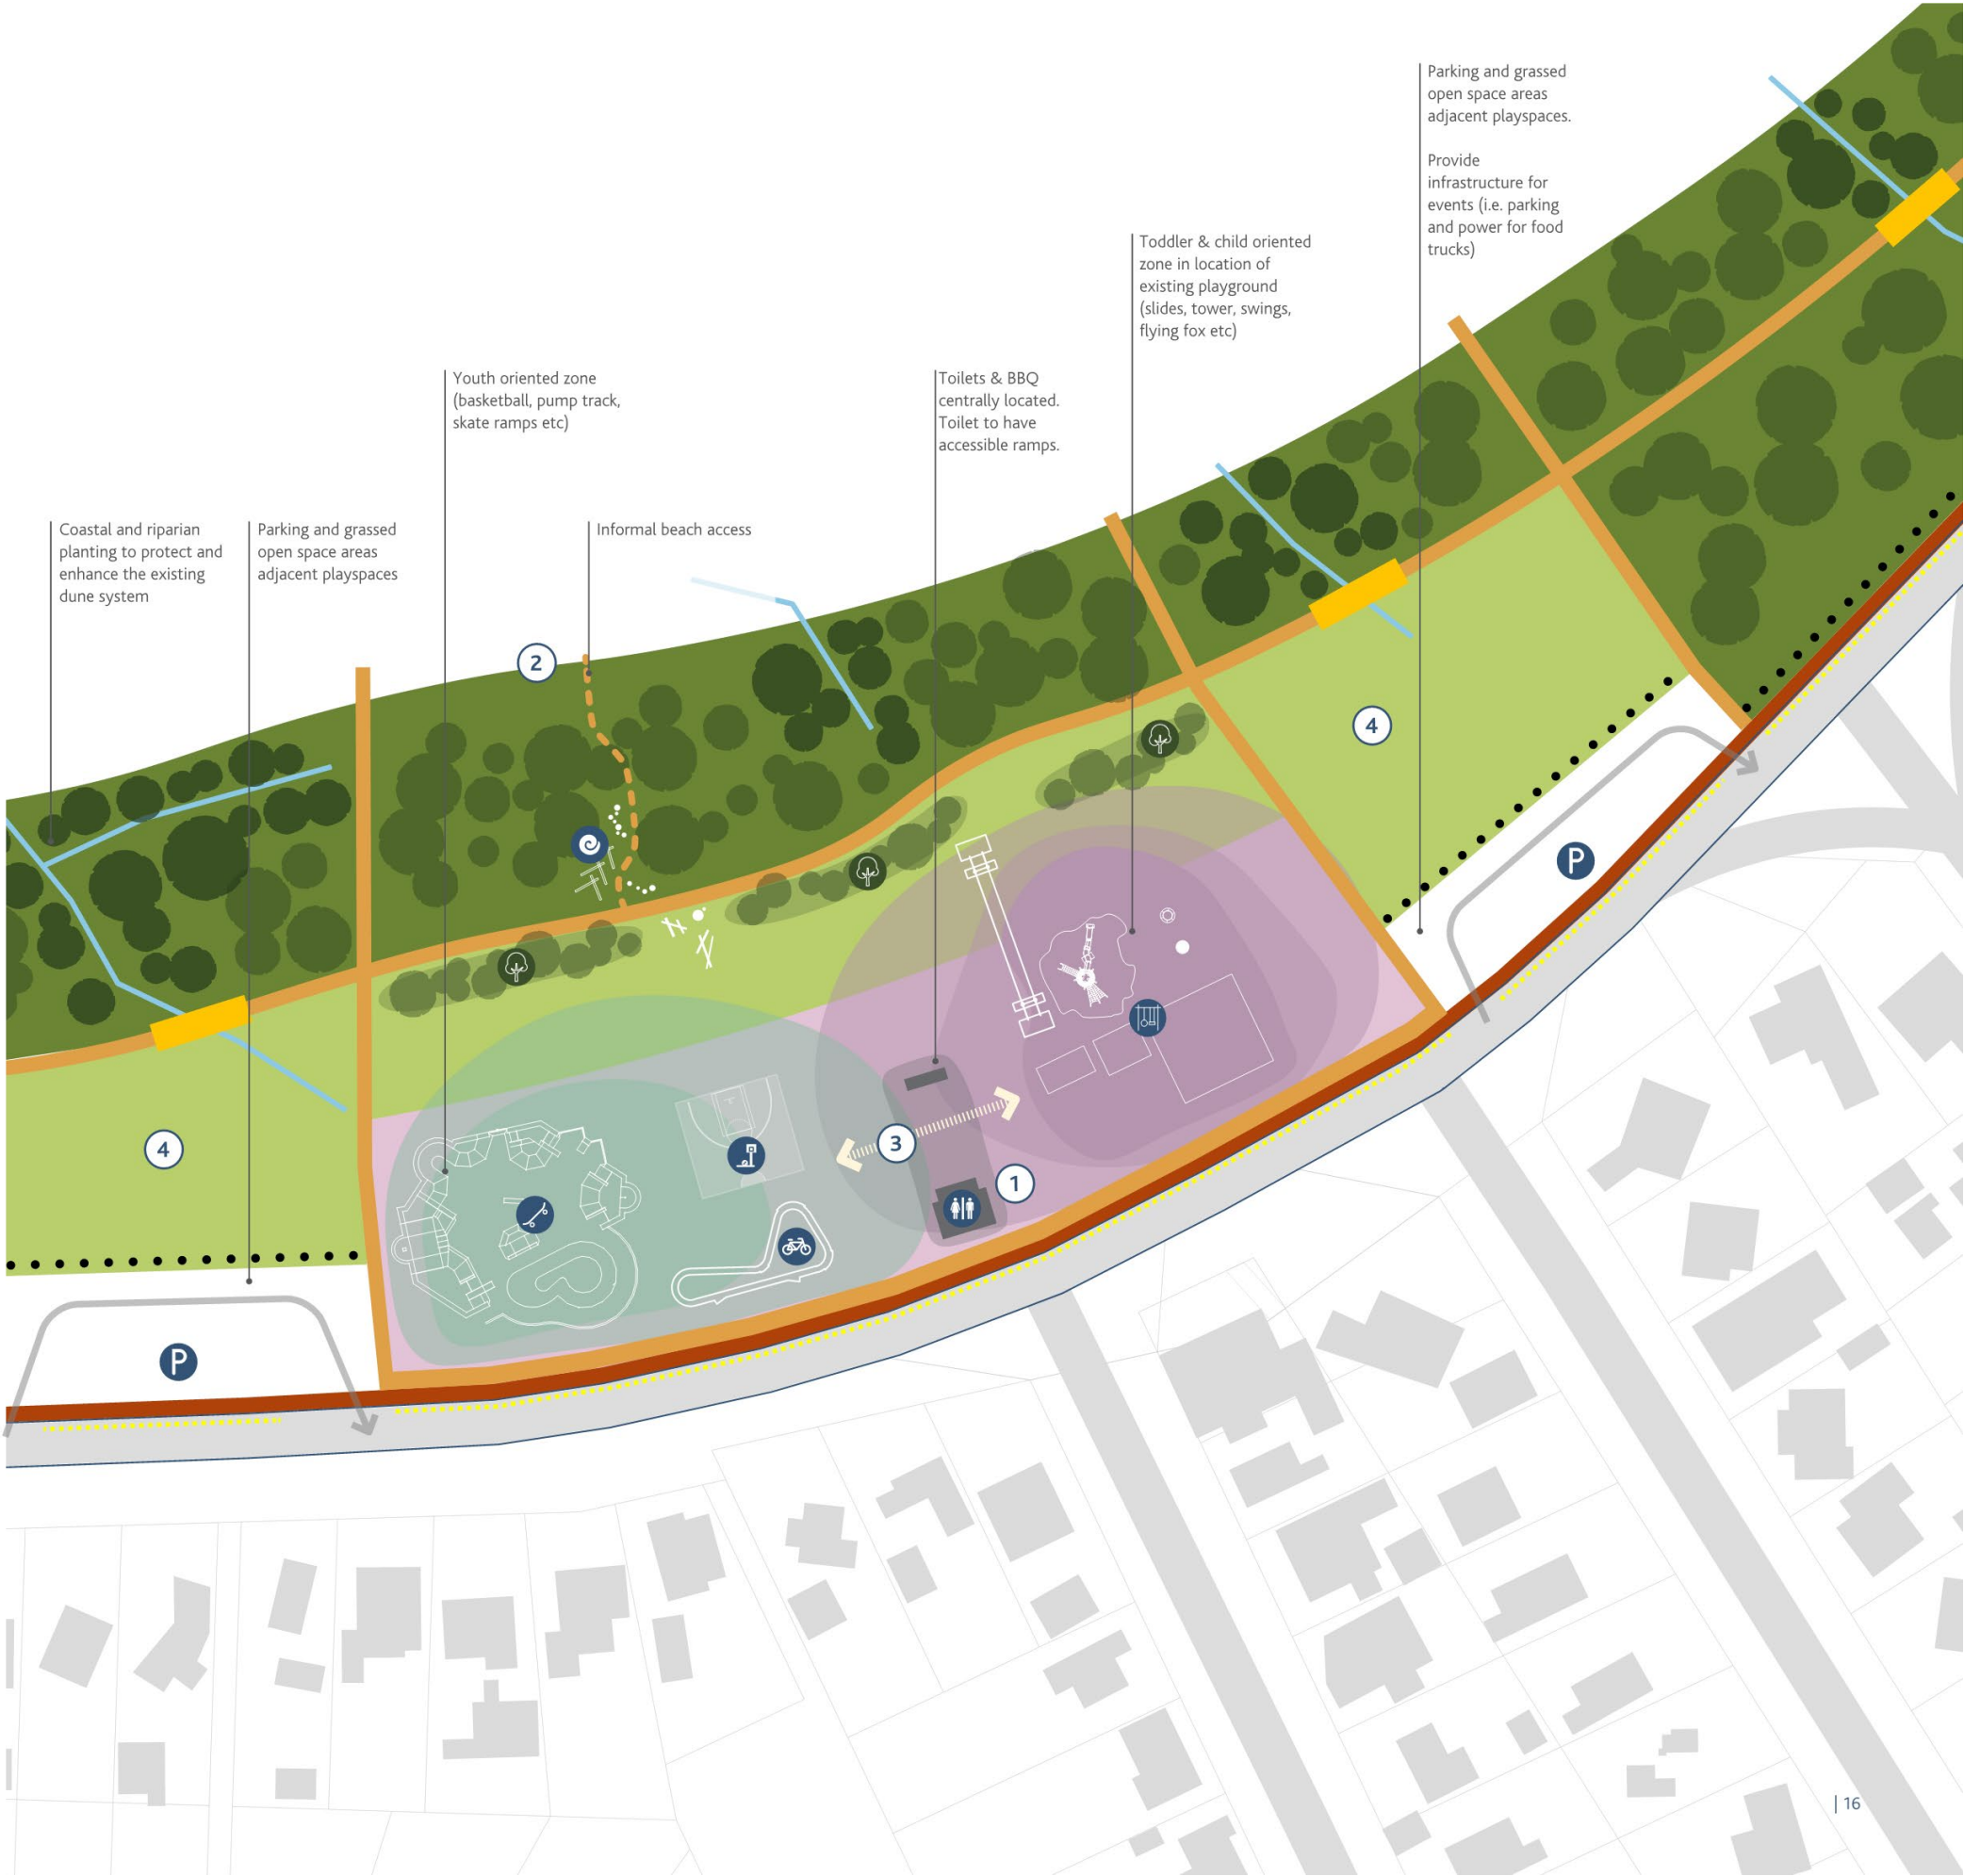 Parking and grassed
open space areas
adjacent playspaces.
Provide
infrastructure for
events (i.e. parking
and power for food
trucks)
Toddler & child oriented
zone in location of
existing playground
(slides, tower, swings,
flying fox etc)
Youth oriented zone
(basketball, pump track,
skate ramps etc)
Toilets & BBQ
centrally located.
Toilet to have
accessible ramps.
Coastal and riparian
planting to protect and
enhance the existing
dune system
Parking and grassed
open space areas
adjacent playspaces
Informal beach access
2
4
P
4
3
1
P
| 16